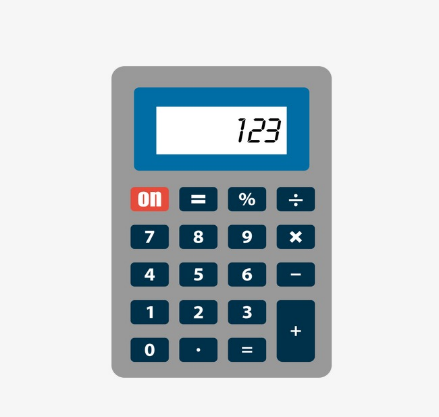 123
on = % ÷
7 8 9 ×
4 5 6 −
1 2 3 +
0 . =